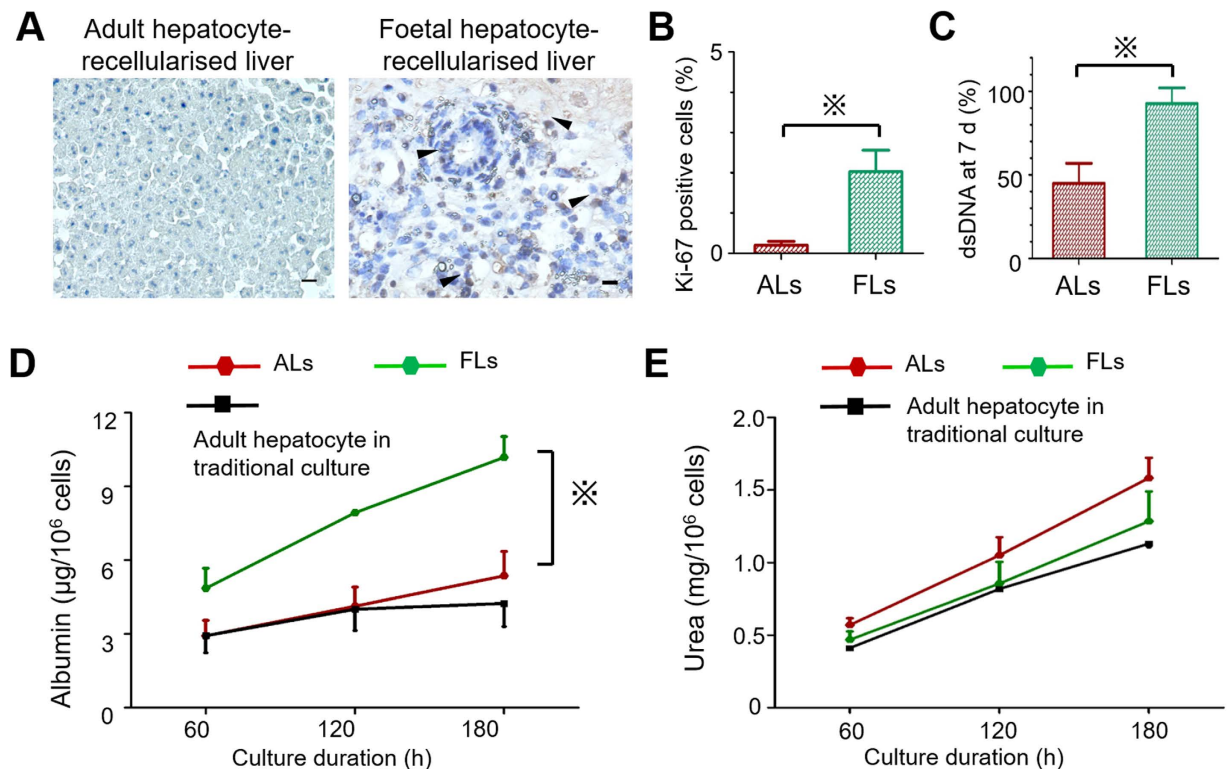 A
Adult hepatocyte-
recellularised liver
Foetal hepatocyte-
recellularised liver
B
Ki-67 positive cells (%)
5
0
※
ALs
FLs
C
dsDNA at 7 d (%)
100
50
0
※
ALs
FLs
D
ALs
FLs
Adult hepatocyte in
traditional culture
Albumin (µg/10⁶ cells)
12
9
6
3
0
※
60
120
180
Culture duration (h)
E
ALs
FLs
Adult hepatocyte in
traditional culture
Urea (mg/10⁶ cells)
2.0
1.5
1.0
0.5
0
60
120
180
Culture duration (h)